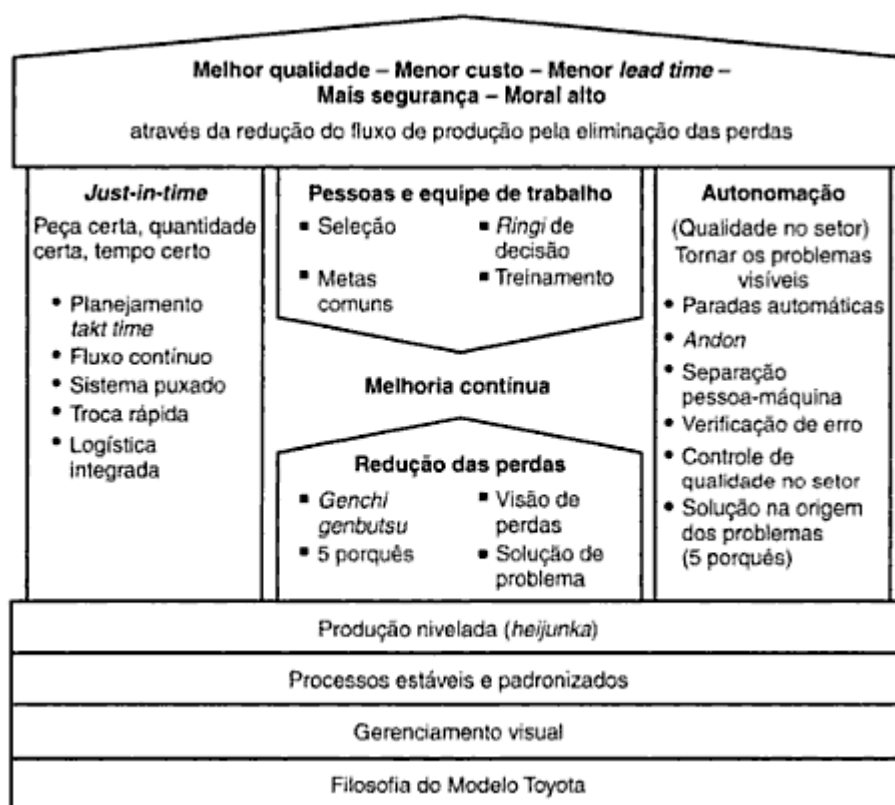 Melhor qualidade – Menor custo – Menor lead time –
Mais segurança – Moral alto
através da redução do fluxo de produção pela eliminação das perdas
Just-in-time
Peça certa, quantidade
certa, tempo certo
• Planejamento
takt time
• Fluxo contínuo
• Sistema puxado
• Troca rápida
• Logística
integrada
Pessoas e equipe de trabalho
▪ Seleção
▪ Metas
comuns
▪ Ringi de
decisão
▪ Treinamento
Melhoria contínua
Redução das perdas
▪ Genchi
genbutsu
▪ 5 porquês
▪ Visão de
perdas
• Solução de
problema
Autonomação
(Qualidade no setor)
Tornar os problemas
visíveis
• Paradas automáticas
• Andon
• Separação
pessoa-máquina
• Verificação de erro
• Controle de
qualidade no setor
• Solução na origem
dos problemas
(5 porquês)
Produção nivelada (heijunka)
Processos estáveis e padronizados
Gerenciamento visual
Filosofia do Modelo Toyota